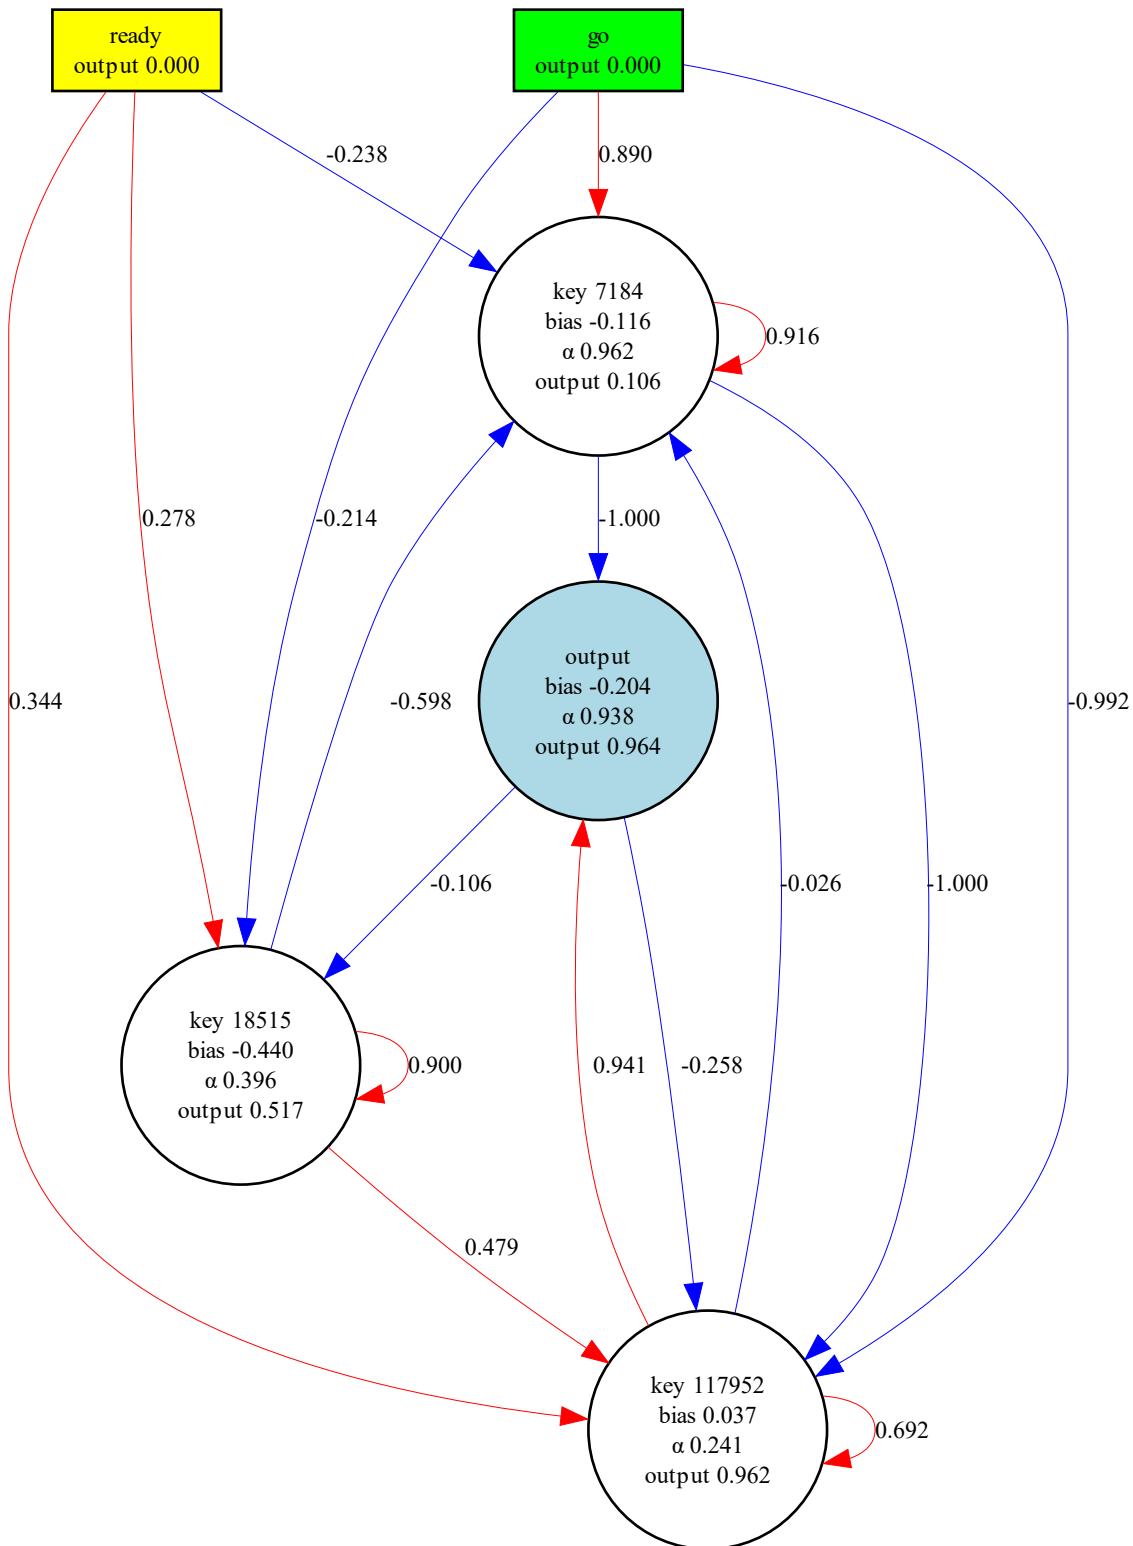 ready
output 0.000
go
output 0.000
-0.238
0.890
key 7184
bias -0.116
α 0.962
output 0.106
0.916
0.278
-0.214
-1.000
output
bias -0.204
α 0.938
output 0.964
0.344
-0.598
-0.992
-0.106
-0.026
-1.000
key 18515
bias -0.440
α 0.396
output 0.517
0.900
0.941
-0.258
0.479
key 117952
bias 0.037
α 0.241
output 0.962
0.692